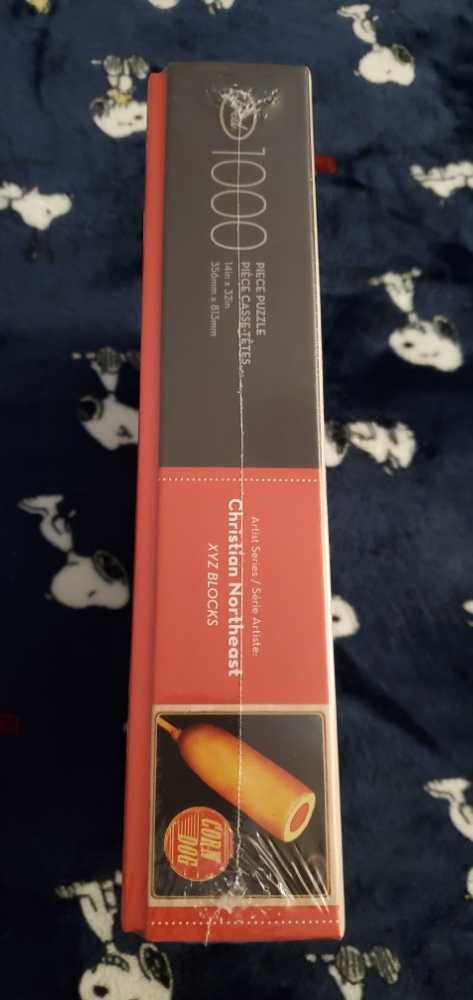 1000
PIECE PUZZLE
PIÈCE CASSE-TÊTES
14in x 32in
356mm x 813mm
Artist Series / Série Artiste:
Christian Northeast
XYZ BLOCKS
CORN
DOG